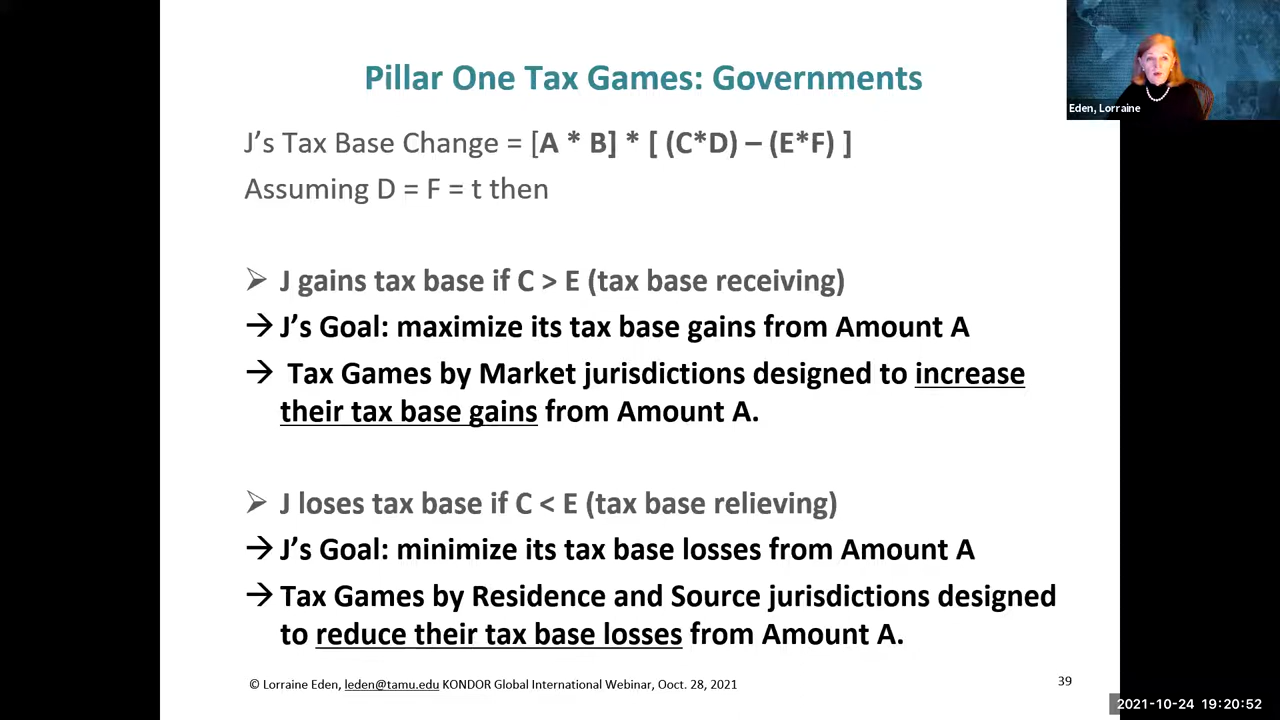 Pillar One Tax Games: Governments
Eden, Lorraine
J’s Tax Base Change = [A * B] * [ (C*D) – (E*F) ]
Assuming D = F = t then
➢ J gains tax base if C > E (tax base receiving)
→ J’s Goal: maximize its tax base gains from Amount A
→ Tax Games by Market jurisdictions designed to increase
their tax base gains from Amount A.
➢ J loses tax base if C < E (tax base relieving)
→ J’s Goal: minimize its tax base losses from Amount A
→ Tax Games by Residence and Source jurisdictions designed
to reduce their tax base losses from Amount A.
© Lorraine Eden, leden@tamu.edu KONDOR Global International Webinar, Ooct. 28, 2021
39
2021-10-24 19:20:52